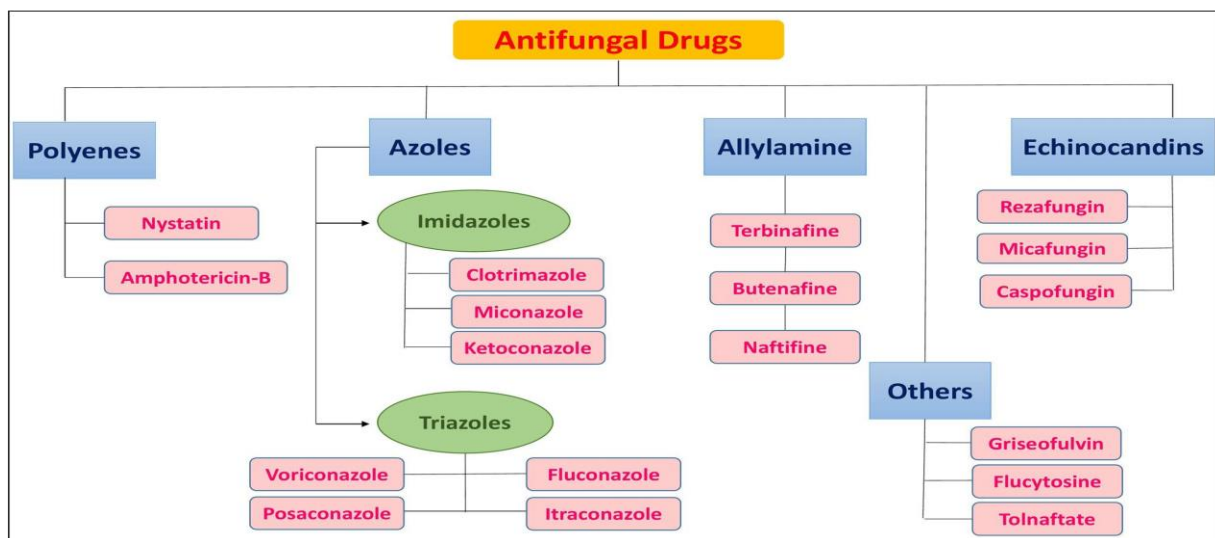 Antifungal Drugs
Polyenes
Nystatin
Amphotericin-B
Azoles
Imidazoles
Clotrimazole
Miconazole
Ketoconazole
Triazoles
Voriconazole
Fluconazole
Posaconazole
Itraconazole
Allylamine
Terbinafine
Butenafine
Naftifine
Others
Griseofulvin
Flucytosine
Tolnaftate
Echinocandins
Rezafungin
Micafungin
Caspofungin